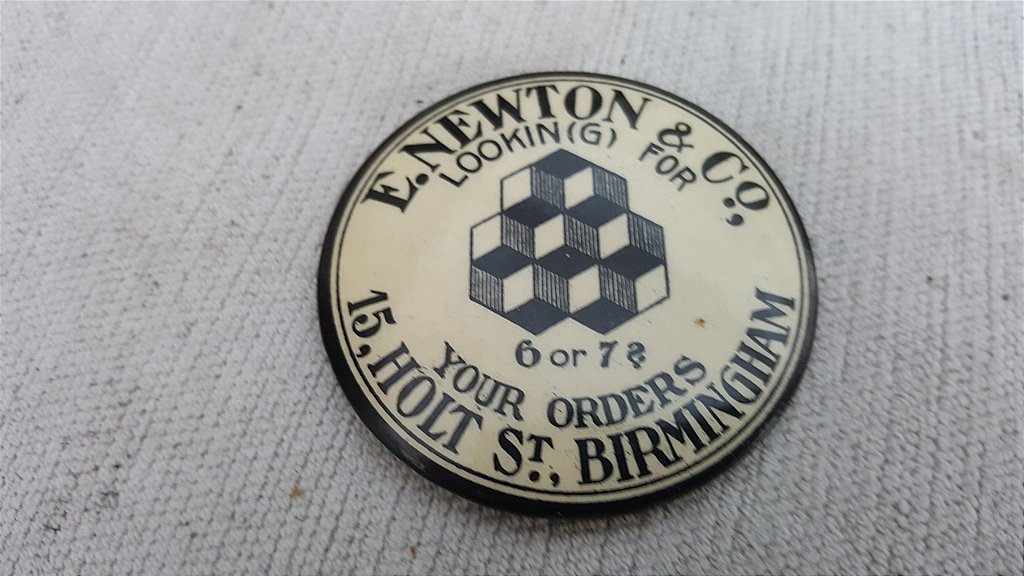 E. NEWTON & Co.,
LOOKIN(G) FOR
6 or 7?
YOUR ORDERS
15, HOLT ST., BIRMINGHAM